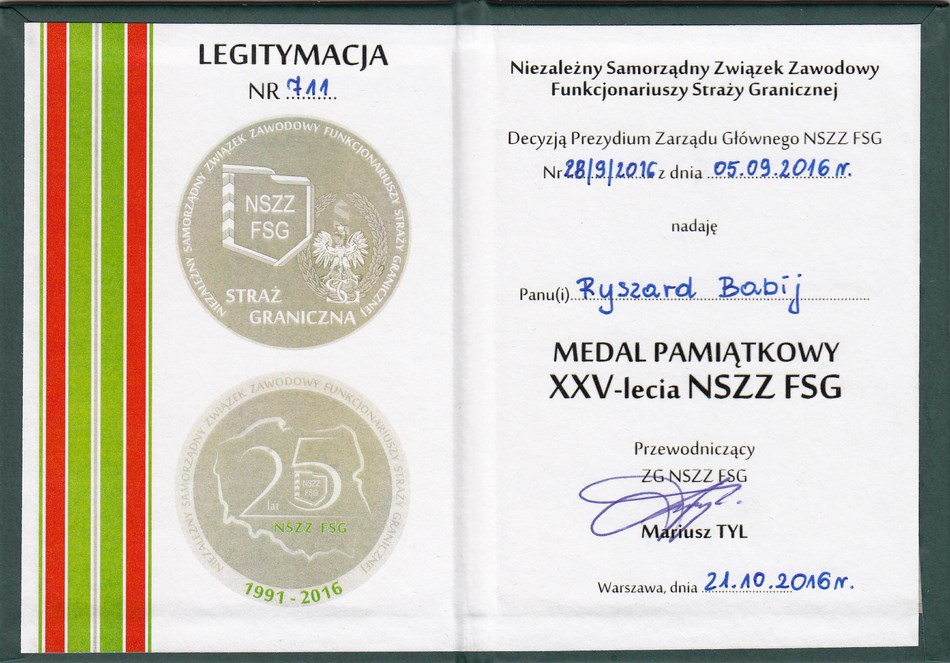 LEGITYMACJA
NR 711
NIEZALEŻNY SAMORZĄDNY ZWIĄZEK ZAWODOWY FUNKCJONARIUSZY STRAŻY GRANICZNEJ
NSZZ
FSG
SG
STRAŻ
GRANICZNA
NIEZALEŻNY SAMORZĄDNY ZWIĄZEK ZAWODOWY FUNKCJONARIUSZY STRAŻY GRANICZNEJ
25
NSZZ
FSG
lat
NSZZ FSG
1991 - 2016
Niezależny Samorządny Związek Zawodowy
Funkcjonariuszy Straży Granicznej
Decyzją Prezydium Zarządu Głównego NSZZ FSG
Nr 28/9/2016 z dnia 05.09.2016 r.
nadaję
Panu(i) Ryszard Babij
MEDAL PAMIĄTKOWY
XXV-lecia NSZZ FSG
Przewodniczący
ZG NSZZ FSG
Mariusz TYL
Warszawa, dnia 21.10.2016 r.